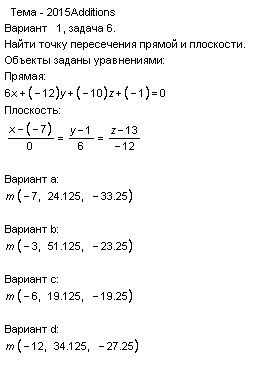 Тема - 2015Additions
Вариант 1, задача 6.
Найти точку пересечения прямой и плоскости.
Объекты заданы уравнениями:
Прямая:
6x+(-12)y+(-10)z+(-1)=0
Плоскость:
(x-(-7))/0 = (y-1)/6 = (z-13)/(-12)
Вариант a:
m(-7, 24.125, -33.25)
Вариант b:
m(-3, 51.125, -23.25)
Вариант c:
m(-6, 19.125, -19.25)
Вариант d:
m(-12, 34.125, -27.25)